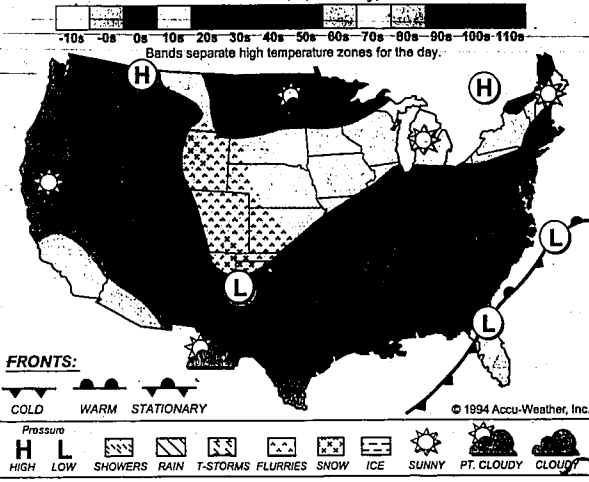 -10s -0s 0s 10s 20s 30s 40s 50s 60s 70s 80s 90s 100s 110s
Bands separate high temperature zones for the day.
H
H
L
L
L
FRONTS:
COLD WARM STATIONARY
© 1994 Accu-Weather, Inc.
Pressure
H L
HIGH LOW SHOWERS RAIN T-STORMS FLURRIES SNOW ICE SUNNY PT. CLOUDY CLOUDY